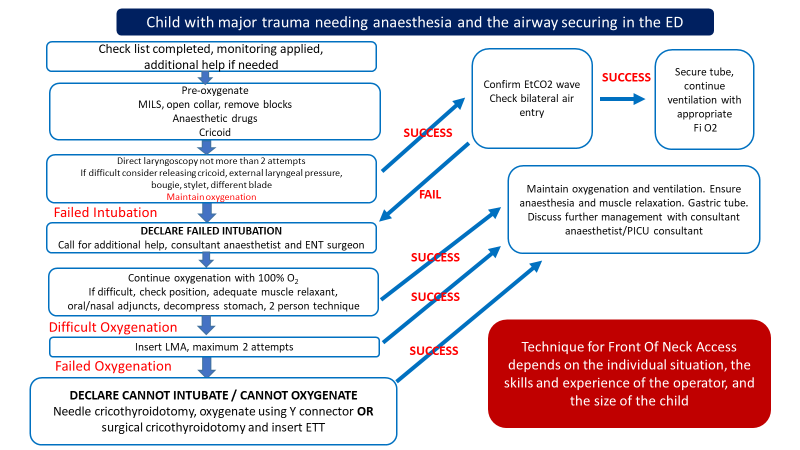 Child with major trauma needing anaesthesia and the airway securing in the ED
Check list completed, monitoring applied,
additional help if needed
Pre-oxygenate
MILS, open collar, remove blocks
Anaesthetic drugs
Cricoid
Direct laryngoscopy not more than 2 attempts
If difficult consider releasing cricoid, external laryngeal pressure,
bougie, stylet, different blade
Maintain oxygenation
SUCCESS
Confirm EtCO2 wave
Check bilateral air
entry
SUCCESS
Secure tube,
continue
ventilation with
appropriate
Fi O2
FAIL
Failed Intubation
DECLARE FAILED INTUBATION
Call for additional help, consultant anaesthetist and ENT surgeon
Continue oxygenation with 100% O2
If difficult, check position, adequate muscle relaxant,
oral/nasal adjuncts, decompress stomach, 2 person technique
SUCCESS
Maintain oxygenation and ventilation. Ensure
anaesthesia and muscle relaxation. Gastric tube.
Discuss further management with consultant
anaesthetist/PICU consultant
Difficult Oxygenation
Insert LMA, maximum 2 attempts
SUCCESS
Failed Oxygenation
DECLARE CANNOT INTUBATE / CANNOT OXYGENATE
Needle cricothyroidotomy, oxygenate using Y connector OR
surgical cricothyroidotomy and insert ETT
SUCCESS
Technique for Front Of Neck Access
depends on the individual situation, the
skills and experience of the operator, and
the size of the child